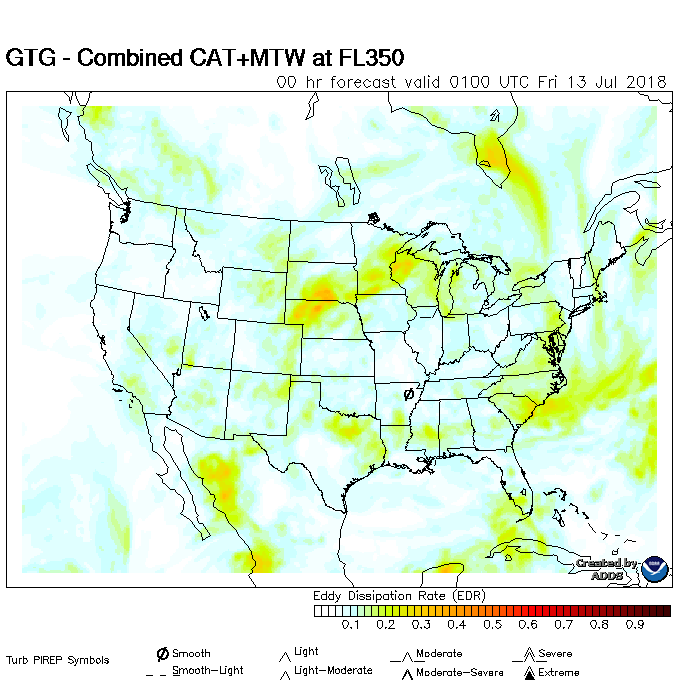 GTG - Combined CAT+MTW at FL350
00 hr forecast valid 0100 UTC Fri 13 Jul 2018
Created by
ADDS
Eddy Dissipation Rate (EDR)
0.1 0.2 0.3 0.4 0.5 0.6 0.7 0.8 0.9
Turb PIREP Symbols
Smooth
Light
Moderate
Severe
Smooth-Light
Light-Moderate
Moderate-Severe
Extreme